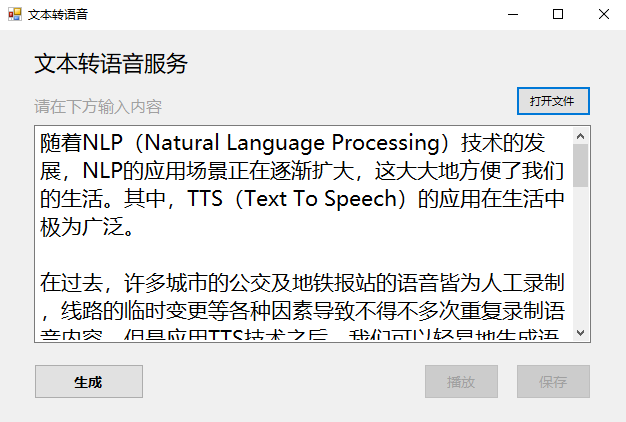 文本转语音
文本转语音服务
请在下方输入内容
打开文件
随着NLP（Natural Language Processing）技术的发
展，NLP的应用场景正在逐渐扩大，这大大地方便了我们
的生活。其中，TTS（Text To Speech）的应用在生活中
极为广泛。
在过去，许多城市的公交及地铁报站的语音皆为人工录制
，线路的临时变更等各种因素导致不得不多次重复录制语
音内容。但是应用TTS技术之后，我们可以轻易地生成语
生成
播放
保存